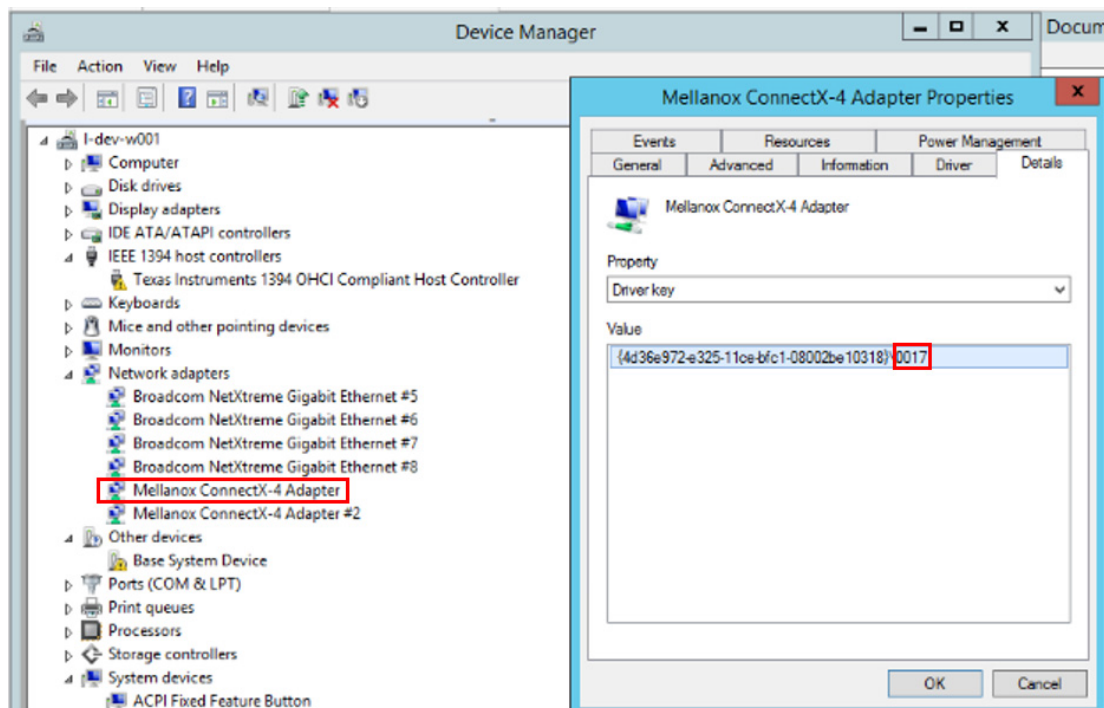 Device Manager
Docum
File Action View Help
l-dev-w001
Computer
Disk drives
Display adapters
IDE ATA/ATAPI controllers
IEEE 1394 host controllers
Texas Instruments 1394 OHCI Compliant Host Controller
Keyboards
Mice and other pointing devices
Monitors
Network adapters
Broadcom NetXtreme Gigabit Ethernet #5
Broadcom NetXtreme Gigabit Ethernet #6
Broadcom NetXtreme Gigabit Ethernet #7
Broadcom NetXtreme Gigabit Ethernet #8
Mellanox ConnectX-4 Adapter
Mellanox ConnectX-4 Adapter #2
Other devices
Base System Device
Ports (COM & LPT)
Print queues
Processors
Storage controllers
System devices
ACPI Fixed Feature Button
Mellanox ConnectX-4 Adapter Properties
Events Resources Power Management
General Advanced Information Driver Details
Mellanox ConnectX-4 Adapter
Property
Driver key
Value
{4d36e972-e325-11ce-bfc1-08002be10318}\0017
OK Cancel